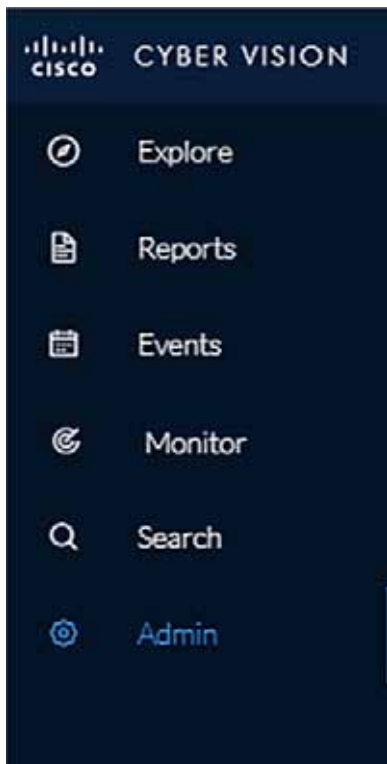 CISCO CYBER VISION
Explore
Reports
Events
Monitor
Search
Admin